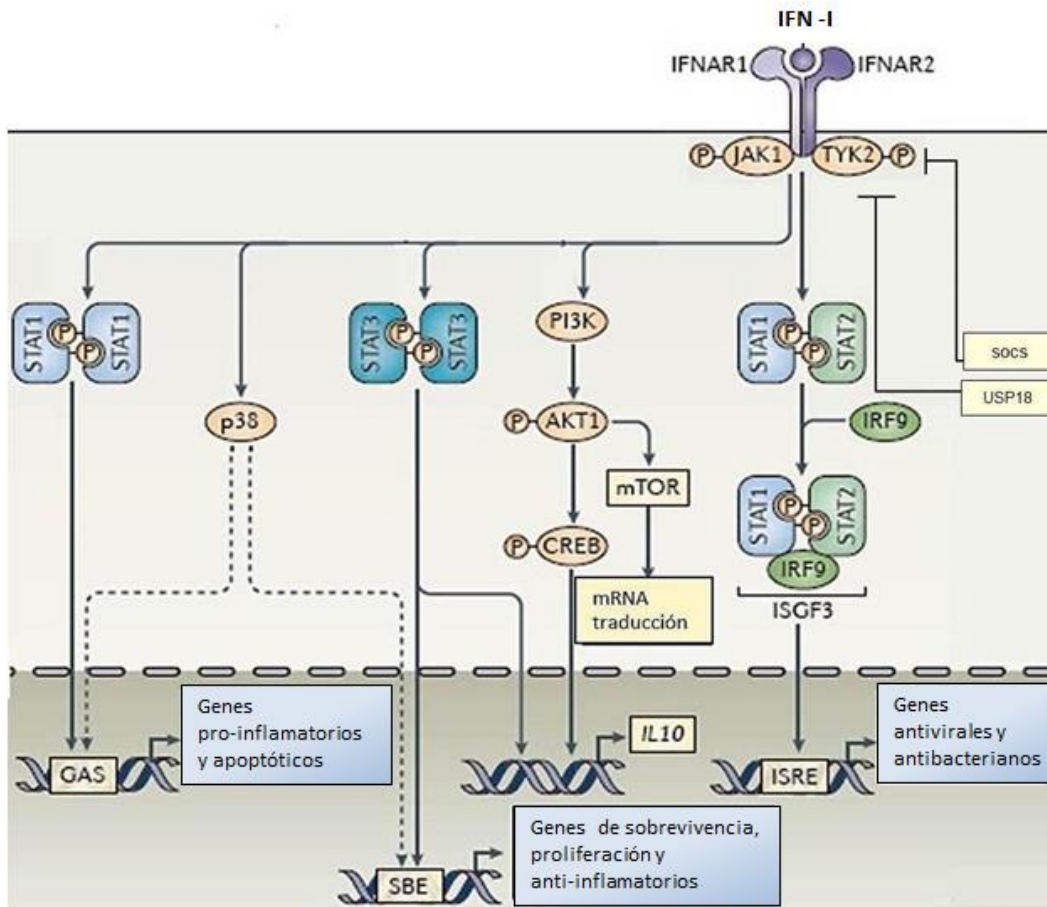 IFN -I
IFNAR1
IFNAR2
P
JAK1
TYK2
P
STAT1
P
P
STAT1
STAT3
P
P
STAT3
PI3K
STAT1
P
P
STAT2
socs
USP18
p38
P
AKT1
IRF9
mTOR
STAT1
P
P
STAT2
P
CREB
IRF9
mRNA
traducción
ISGF3
Genes
pro-inflamatorios
y apoptóticos
IL10
Genes
antivirales y
antibacterianos
GAS
ISRE
Genes de sobrevivencia,
proliferación y
anti-inflamatorios
SBE